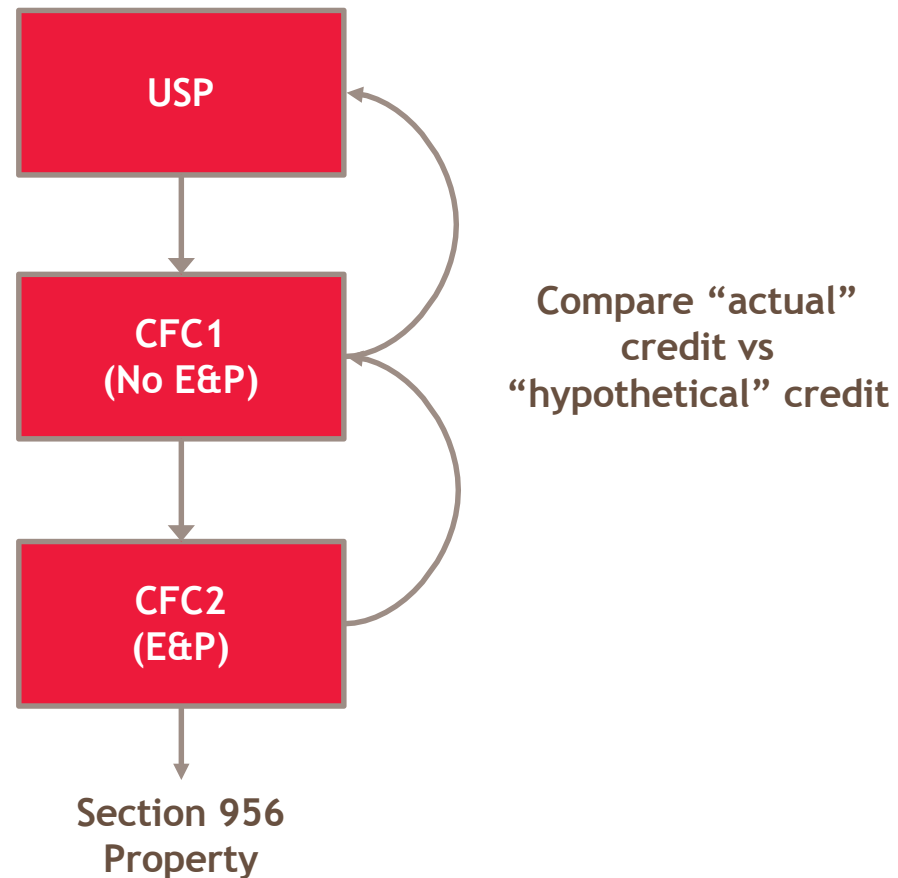 USP
CFC1
(No E&P)
Compare “actual”
credit vs
“hypothetical” credit
CFC2
(E&P)
Section 956
Property